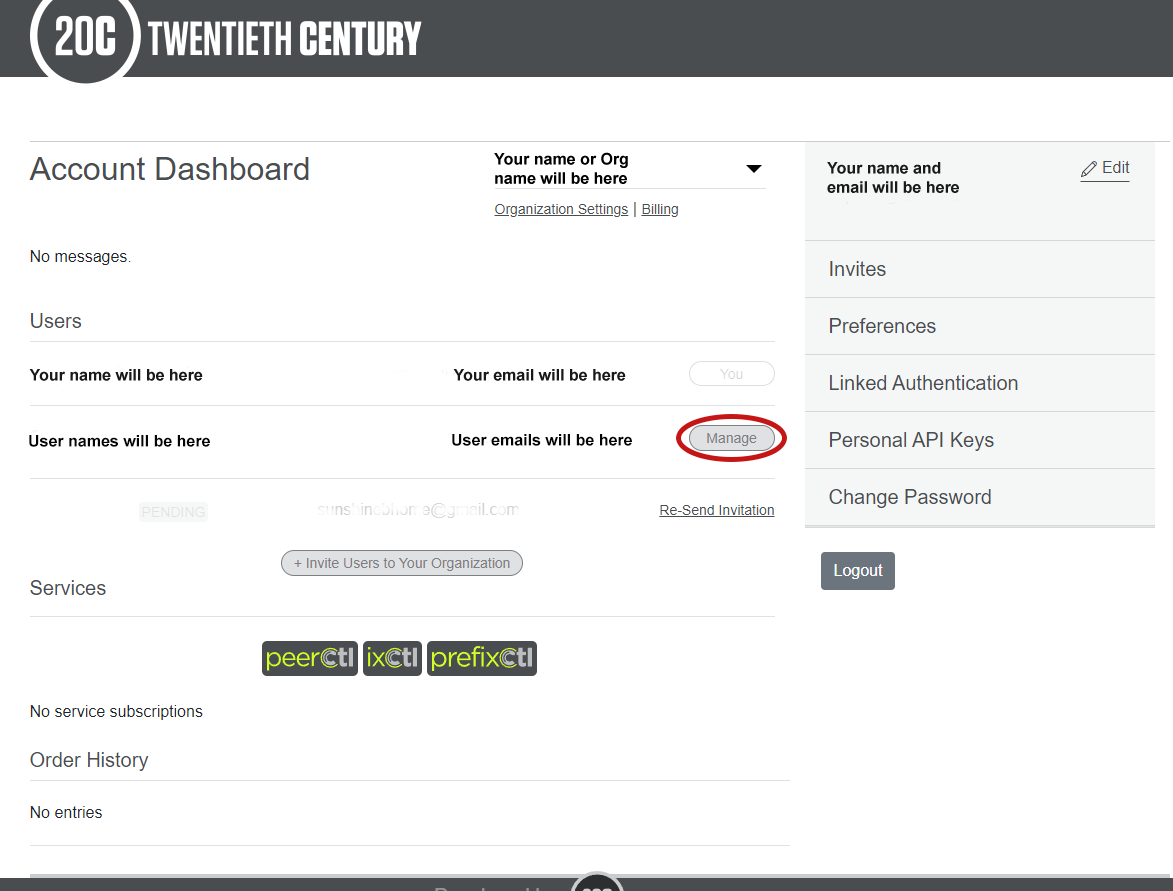 20C TWENTIETH CENTURY
Account Dashboard
Your name or Org
name will be here
Organization Settings | Billing
No messages.
Users
Your name will be here Your email will be here You
User names will be here User emails will be here Manage
PENDING Re-Send Invitation
+ Invite Users to Your Organization
Services
peerCtl ixCtl prefixCtl
No service subscriptions
Order History
No entries
Your name and
email will be here
Edit
Invites
Preferences
Linked Authentication
Personal API Keys
Change Password
Logout